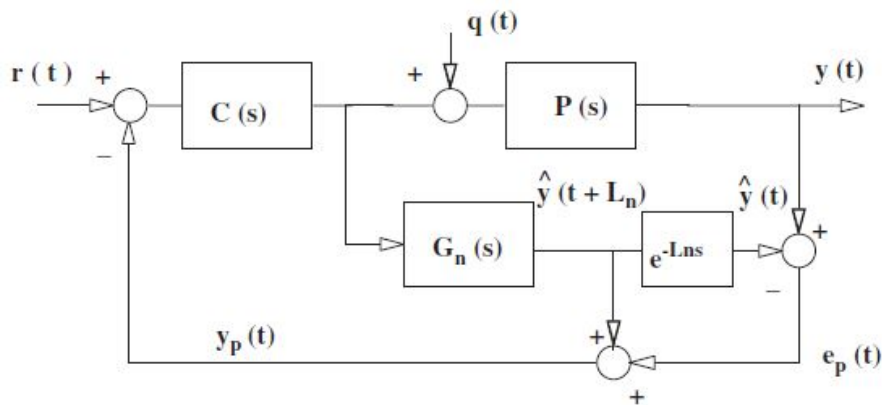 q (t)
r ( t )
+
+
y (t)
C (s)
P (s)
−
ŷ (t + Lₙ)
ŷ (t)
+
Gₙ (s)
e⁻ᴸⁿˢ
−
yₚ (t)
+
eₚ (t)
+